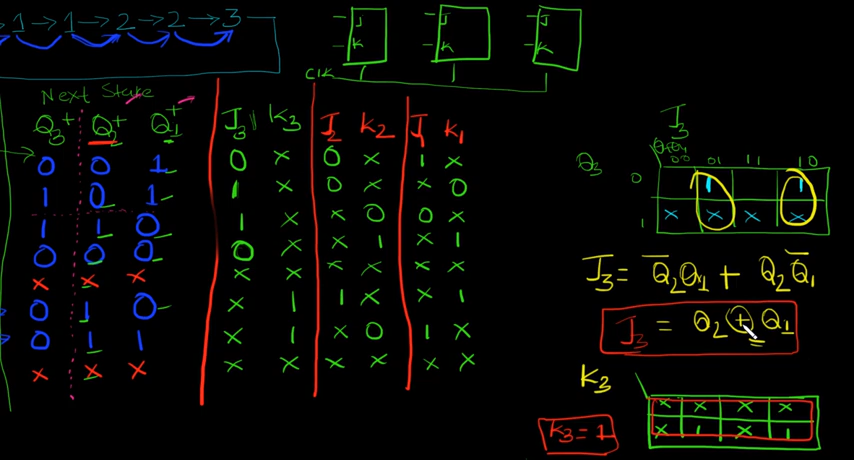 1 → 1 → 2 → 2 → 3
J K J K J K
CLK
Next State
Q3+ Q2+ Q1+ J3 K3 J2 K2 J1 K1
0 0 1 0 x 0 x 1 x
1 0 1 1 x 0 x x 0
1 1 0 1 x x 0 0 x
0 0 0 0 x x 1 x 1
x x x x x x x x x
0 1 0 x 1 1 x x 1
0 1 1 x 1 x 0 1 x
x x x x x x x x x
J3
00 01 11 10
Q3 0 1 1
1 x x x x
J3 = Q̅2Q1 + Q2Q̅1
J3 = Q2 ⊕ Q1
K3
x x x x
x 1 x 1
K3 = 1